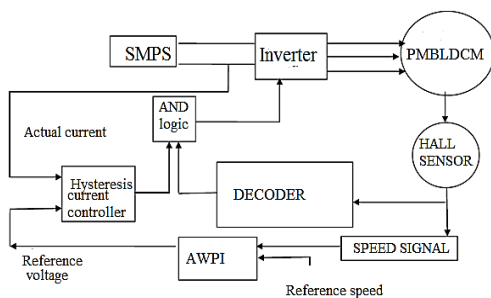 SMPS
Inverter
PMBLDCM
AND
logic
Actual current
HALL
SENSOR
Hysteresis
current
controller
DECODER
SPEED SIGNAL
AWPI
Reference
voltage
Reference speed